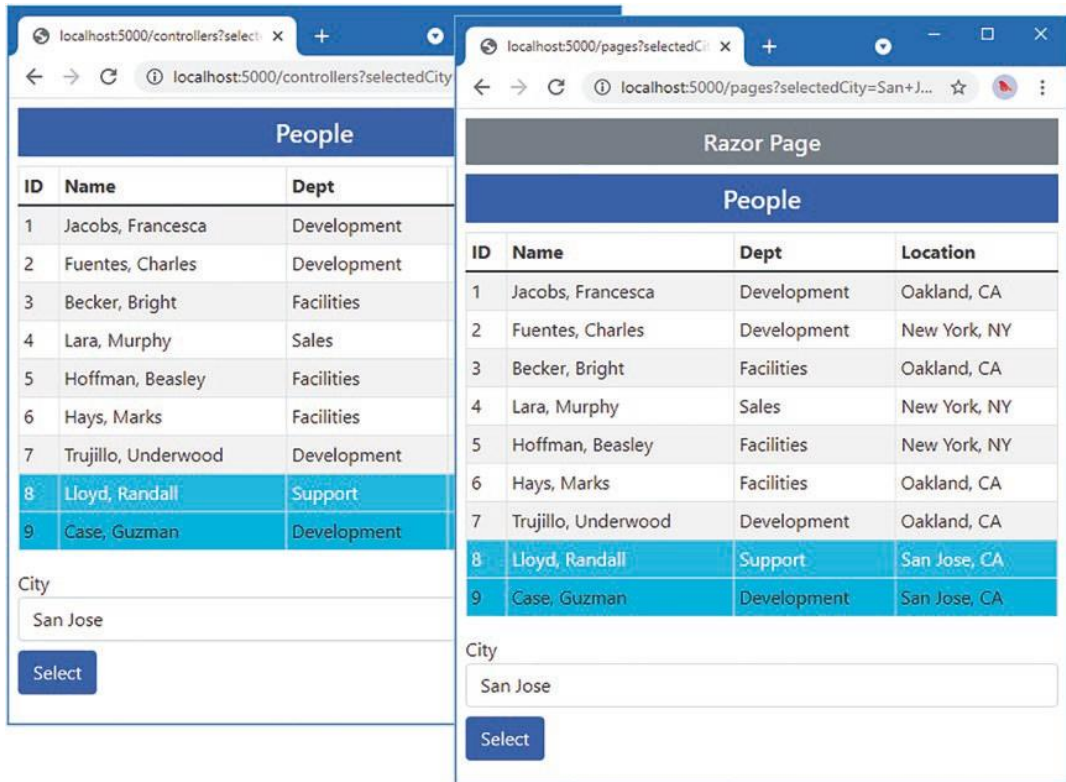 localhost:5000/controllers?select
localhost:5000/controllers?selectedCity
People
ID Name Dept
1 Jacobs, Francesca Development
2 Fuentes, Charles Development
3 Becker, Bright Facilities
4 Lara, Murphy Sales
5 Hoffman, Beasley Facilities
6 Hays, Marks Facilities
7 Trujillo, Underwood Development
8 Lloyd, Randall Support
9 Case, Guzman Development
City
San Jose
Select
localhost:5000/pages?selectedCi
localhost:5000/pages?selectedCity=San+J...
Razor Page
People
ID Name Dept Location
1 Jacobs, Francesca Development Oakland, CA
2 Fuentes, Charles Development New York, NY
3 Becker, Bright Facilities Oakland, CA
4 Lara, Murphy Sales New York, NY
5 Hoffman, Beasley Facilities New York, NY
6 Hays, Marks Facilities Oakland, CA
7 Trujillo, Underwood Development Oakland, CA
8 Lloyd, Randall Support San Jose, CA
9 Case, Guzman Development San Jose, CA
City
San Jose
Select